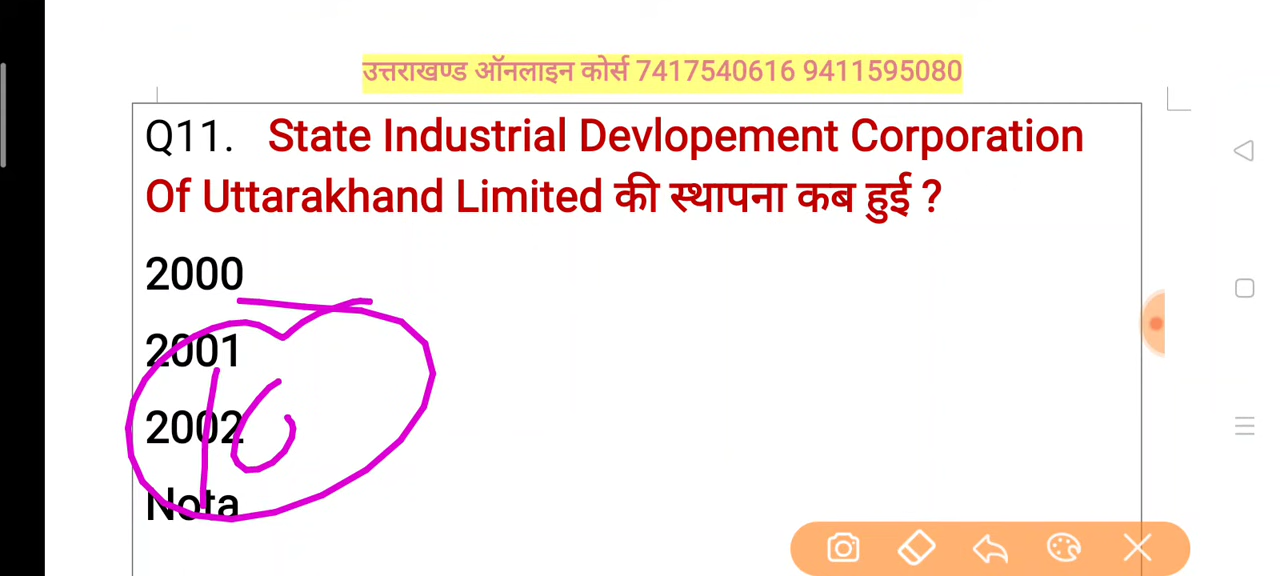 उत्तराखण्ड ऑनलाइन कोर्स 7417540616 9411595080
Q11. State Industrial Devlopement Corporation
Of Uttarakhand Limited की स्थापना कब हुई ?
2000
2001
2002
16
Nota